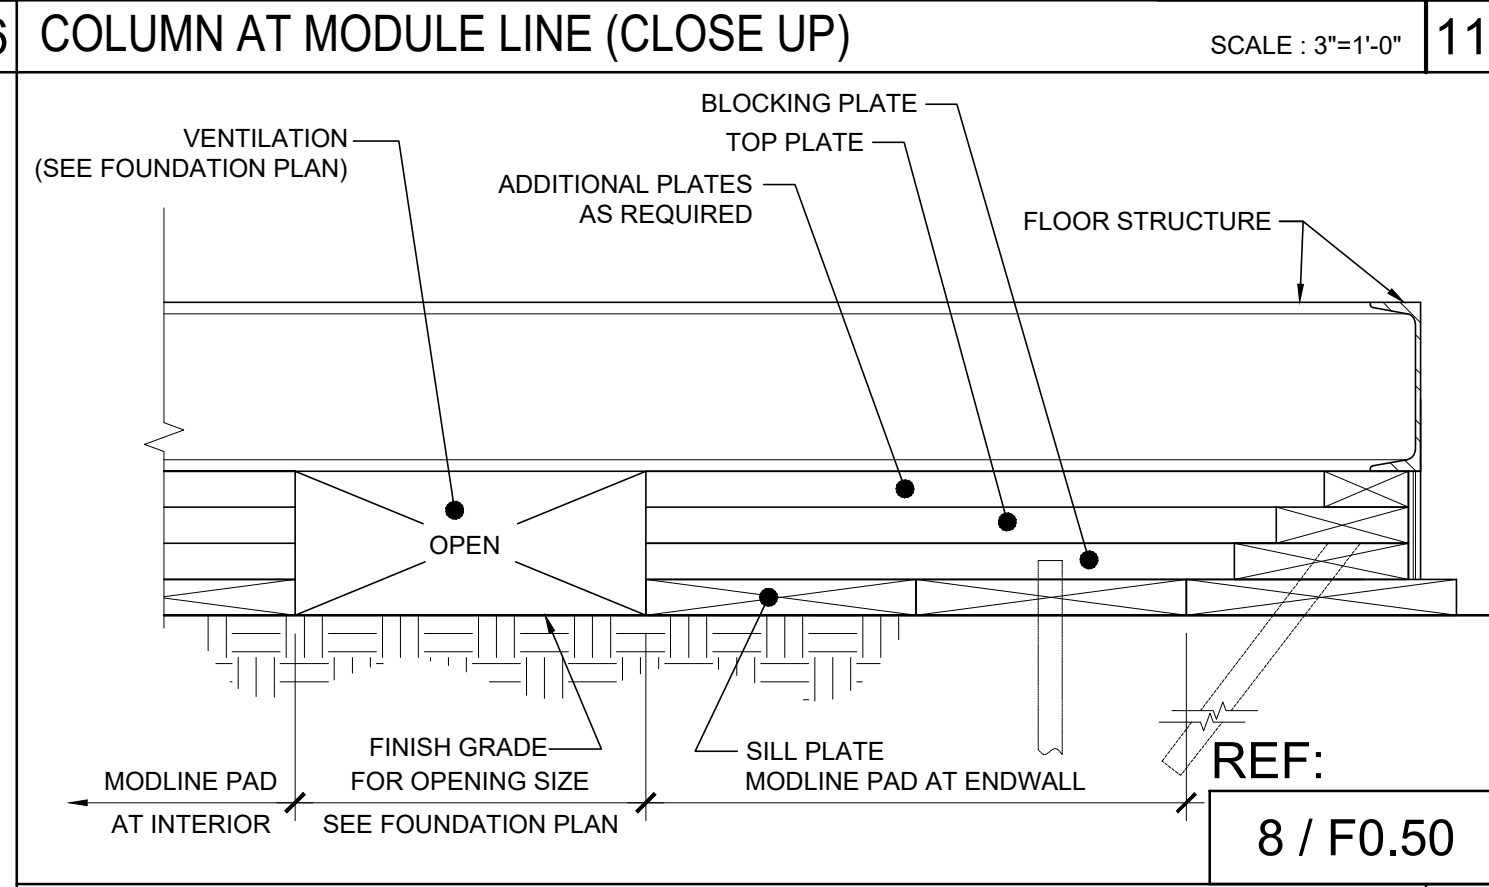 6
COLUMN AT MODULE LINE (CLOSE UP)
SCALE : 3"=1'-0"
11
BLOCKING PLATE
VENTILATION
(SEE FOUNDATION PLAN)
TOP PLATE
ADDITIONAL PLATES
AS REQUIRED
FLOOR STRUCTURE
OPEN
FINISH GRADE
SILL PLATE
MODLINE PAD
AT INTERIOR
FOR OPENING SIZE
SEE FOUNDATION PLAN
MODLINE PAD AT ENDWALL
REF:
8 / F0.50